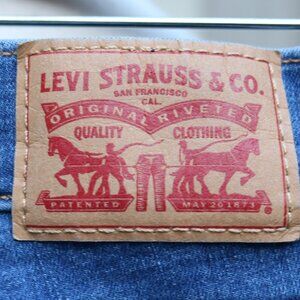 LEVI STRAUSS & CO.
SAN FRANCISCO
CAL.
ORIGINAL RIVETED
QUALITY CLOTHING
PATENTED MAY 20 1873
®